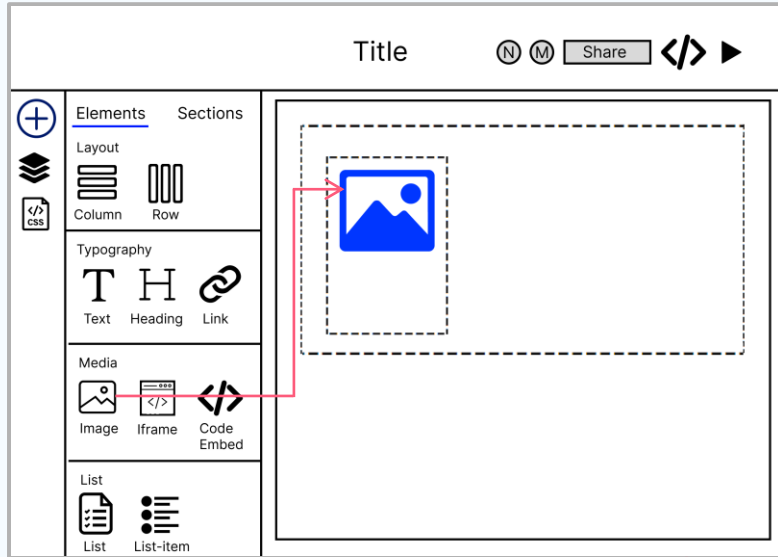 Title
N M Share </>
Elements Sections
Layout
Column Row
</>
CSS
Typography
T H
Text Heading Link
Media
</> </>
Image Iframe Code
Embed
List
List List-item